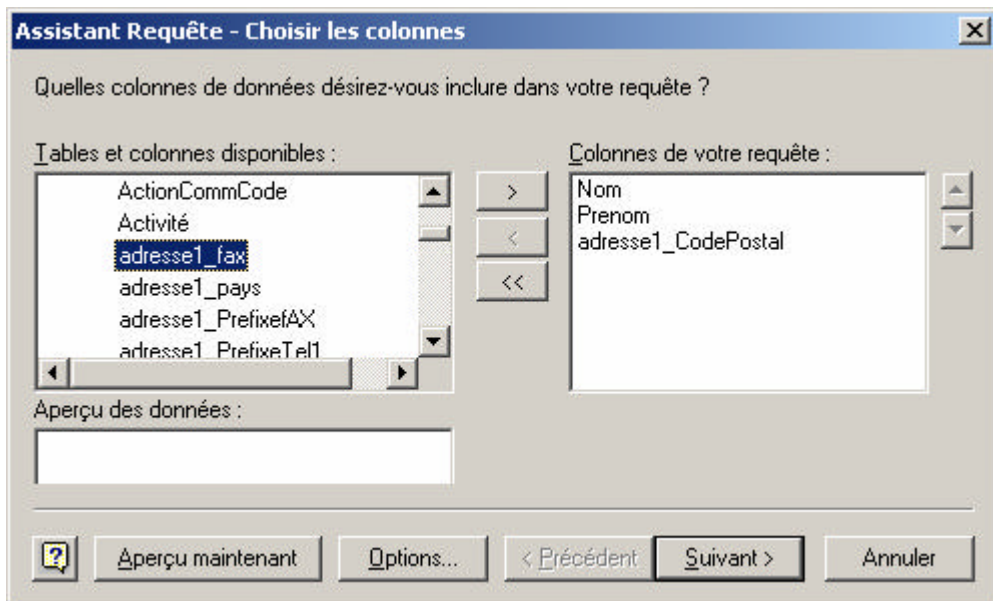 Assistant Requête - Choisir les colonnes
Quelles colonnes de données désirez-vous inclure dans votre requête ?
Tables et colonnes disponibles :
ActionCommCode
Activité
adresse1_fax
adresse1_pays
adresse1_PrefixefAX
adresse1_PrefixeTel1
>
<
<<
Colonnes de votre requête :
Nom
Prenom
adresse1_CodePostal
Aperçu des données :
Aperçu maintenant
Options...
< Précédent
Suivant >
Annuler